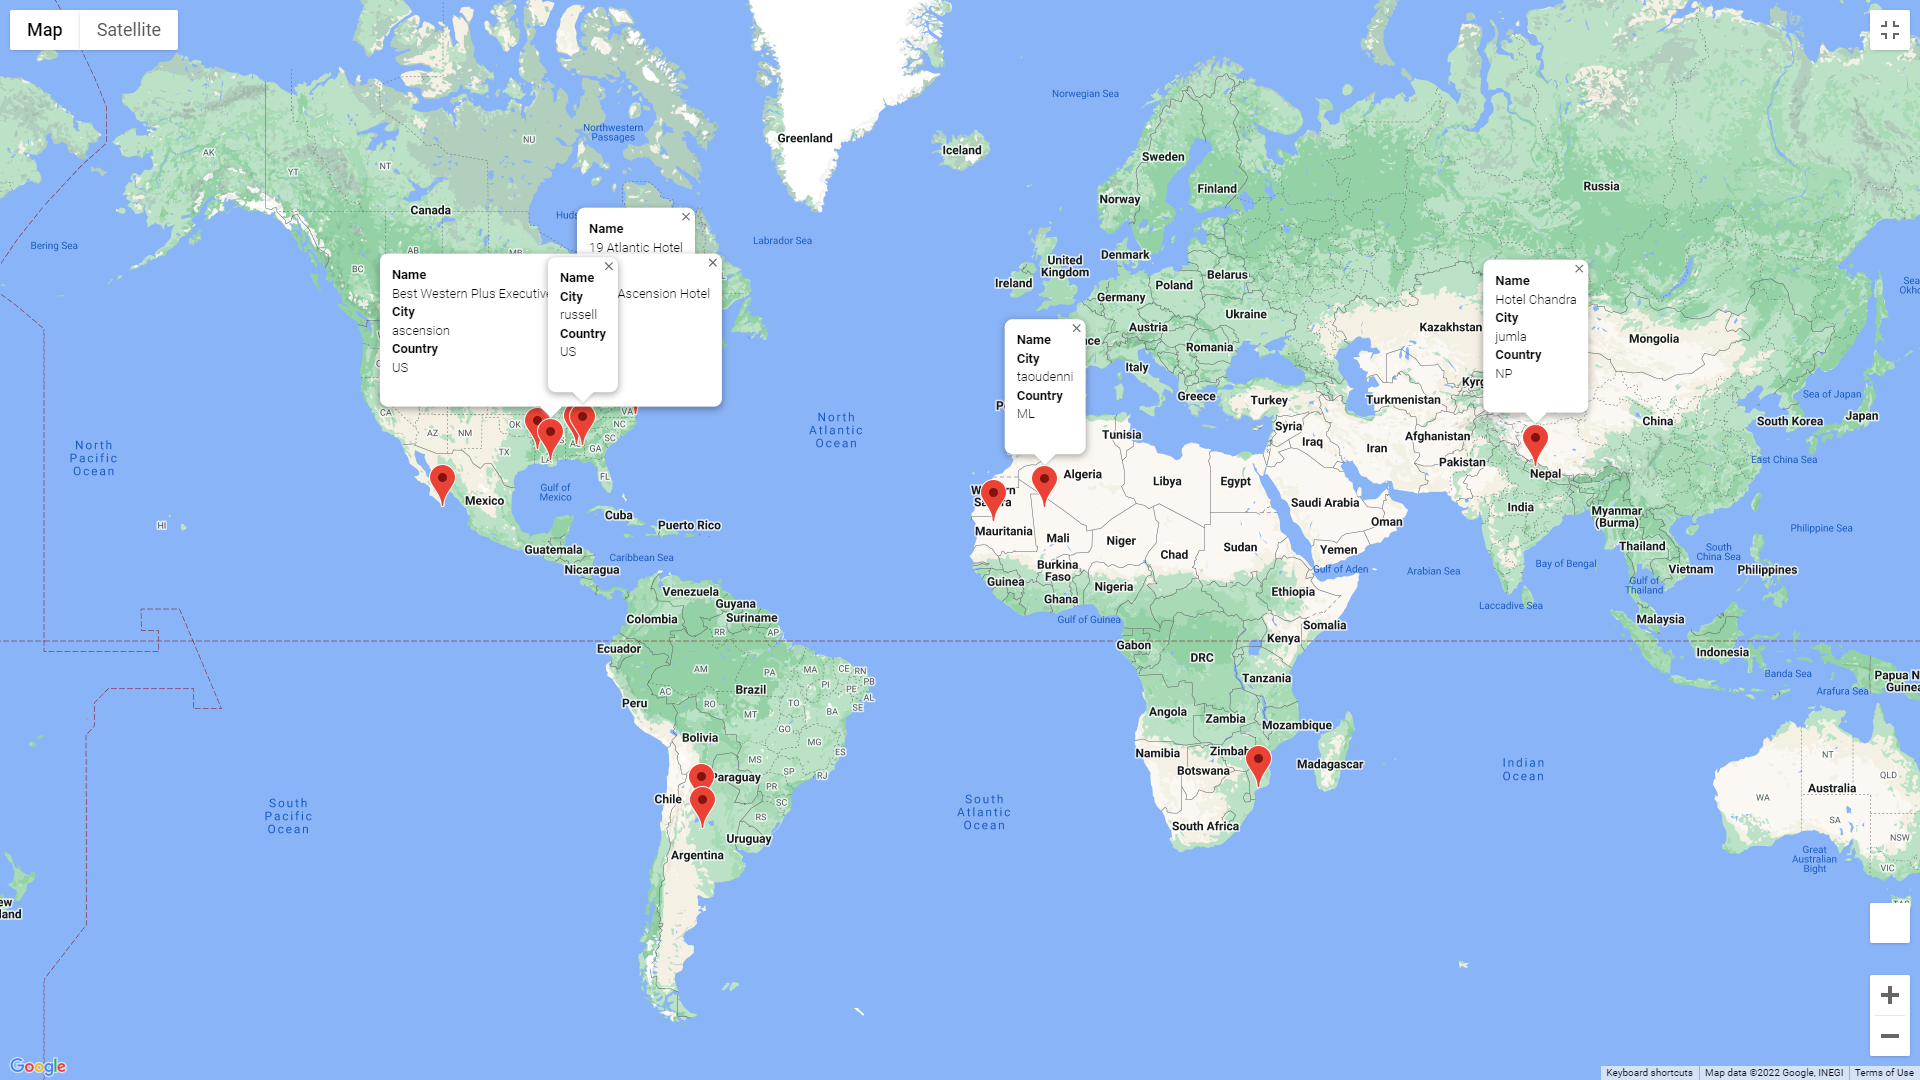 Map
Satellite
Greenland
Iceland
Norwegian Sea
Sweden
Finland
Norway
Russia
AK
YT
NT
NU
Northwestern
Passages
Canada
Bering Sea
Labrador Sea
BC
AB
Name
19 Atlantic Hotel
Name
Best Western Plus Executive
Ascension Hotel
City
ascension
Country
US
Name
City
russell
Country
US
Name
City
taoudenni
Country
ML
Name
Hotel Chandra
City
jumla
Country
NP
United
Kingdom
Ireland
Denmark
Belarus
Poland
Germany
Ukraine
Austria
Romania
Italy
Greece
Turkey
Kazakhstan
Mongolia
Turkmenistan
Afghanistan
China
South Korea
Japan
Sea of Japan
East China Sea
Philippine Sea
CA
AZ
NM
OK
TX
VA
NC
SC
GA
FL
North
Pacific
Ocean
HI
Mexico
Gulf of
Mexico
Cuba
Puerto Rico
Guatemala
Caribbean Sea
Nicaragua
North
Atlantic
Ocean
Tunisia
Algeria
Libya
Egypt
Syria
Iraq
Iran
Pakistan
Nepal
India
Saudi Arabia
Oman
Yemen
Gulf of Aden
Arabian Sea
Mauritania
Mali
Niger
Chad
Sudan
Burkina
Faso
Guinea
Ghana
Nigeria
Gulf of Guinea
Ethiopia
Somalia
Kenya
Gabon
DRC
Tanzania
Angola
Zambia
Mozambique
Namibia
Botswana
Madagascar
South Africa
Myanmar
(Burma)
Thailand
Vietnam
Bay of Bengal
South
China Sea
Philippines
Gulf of
Thailand
Laccadive Sea
Malaysia
Indonesia
Banda Sea
Arafura Sea
Venezuela
Guyana
Suriname
Colombia
RR
AP
Ecuador
AM
PA
MA
CE
RN
PB
PI
PE
AL
SE
AC
Brazil
TO
BA
RO
MT
Peru
GO
Bolivia
MG
ES
MS
SP
RJ
Paraguay
PR
SC
Chile
RS
Uruguay
Argentina
South
Pacific
Ocean
South
Atlantic
Ocean
Indian
Ocean
NT
QLD
WA
Australia
SA
NSW
Great
Australian
Bight
VIC
Google
Keyboard shortcuts
Map data ©2022 Google, INEGI
Terms of Use